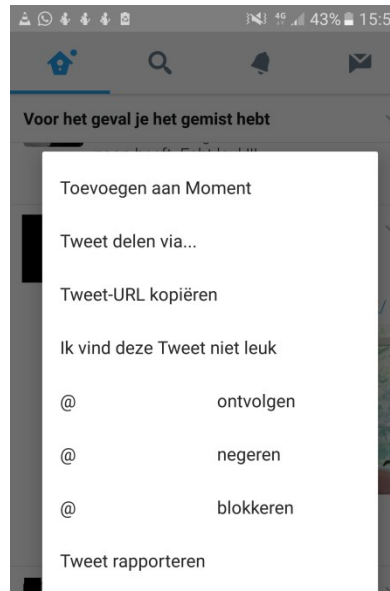 4G 43% 15:5
Voor het geval je het gemist hebt
Toevoegen aan Moment
Tweet delen via...
Tweet-URL kopiëren
Ik vind deze Tweet niet leuk
@ ontvolgen
@ negeren
@ blokkeren
Tweet rapporteren